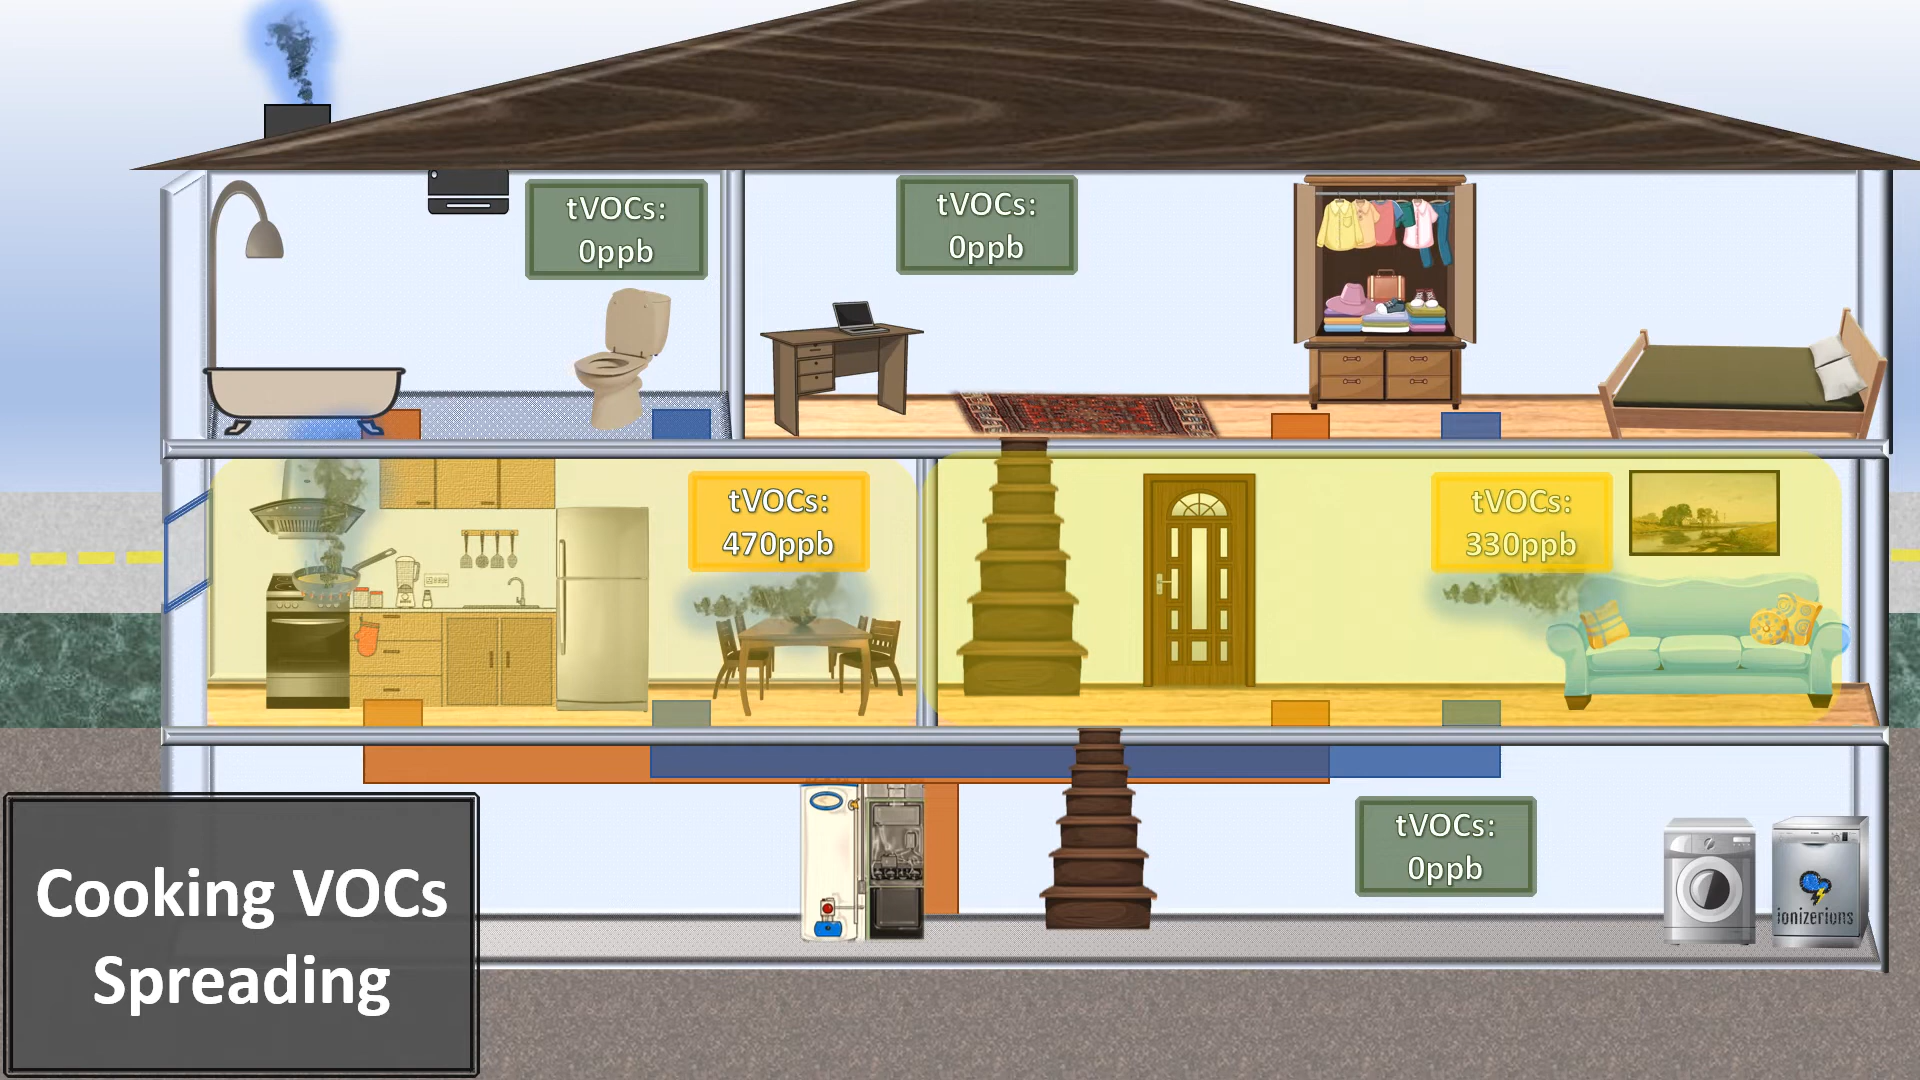 tVOCs:
0ppb
tVOCs:
0ppb
tVOCs:
470ppb
tVOCs:
330ppb
tVOCs:
0ppb
ionizerions
Cooking VOCs
Spreading